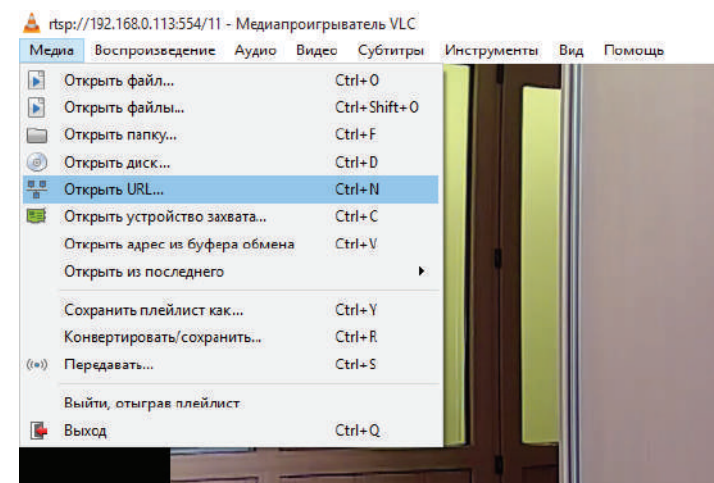 rtsp://192.168.0.113:554/11 - Медиапроигрыватель VLC
Медиа Воспроизведение Аудио Видео Субтитры Инструменты Вид Помощь
Открыть файл... Ctrl+O
Открыть файлы... Ctrl+Shift+O
Открыть папку... Ctrl+F
Открыть диск... Ctrl+D
Открыть URL... Ctrl+N
Открыть устройство захвата... Ctrl+C
Открыть адрес из буфера обмена Ctrl+V
Открыть из последнего
Сохранить плейлист как... Ctrl+Y
Конвертировать/сохранить... Ctrl+R
Передавать... Ctrl+S
Выйти, отыграв плейлист
Выход Ctrl+Q